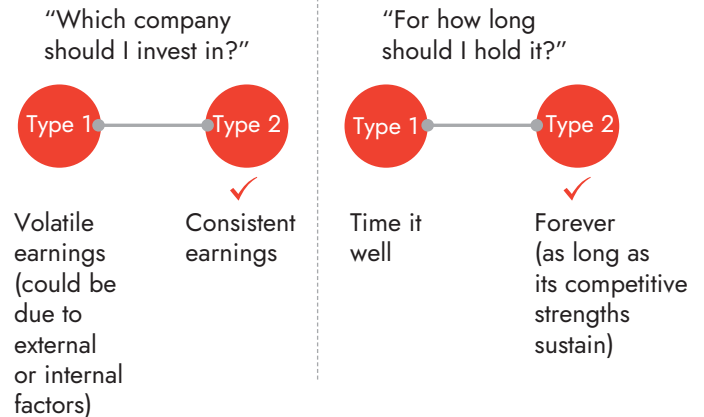 “Which company
should I invest in?”
Type 1
Type 2
Volatile
earnings
(could be
due to
external
or internal
factors)
Consistent
earnings
“For how long
should I hold it?”
Type 1
Type 2
Time it
well
Forever
(as long as
its competitive
strengths
sustain)